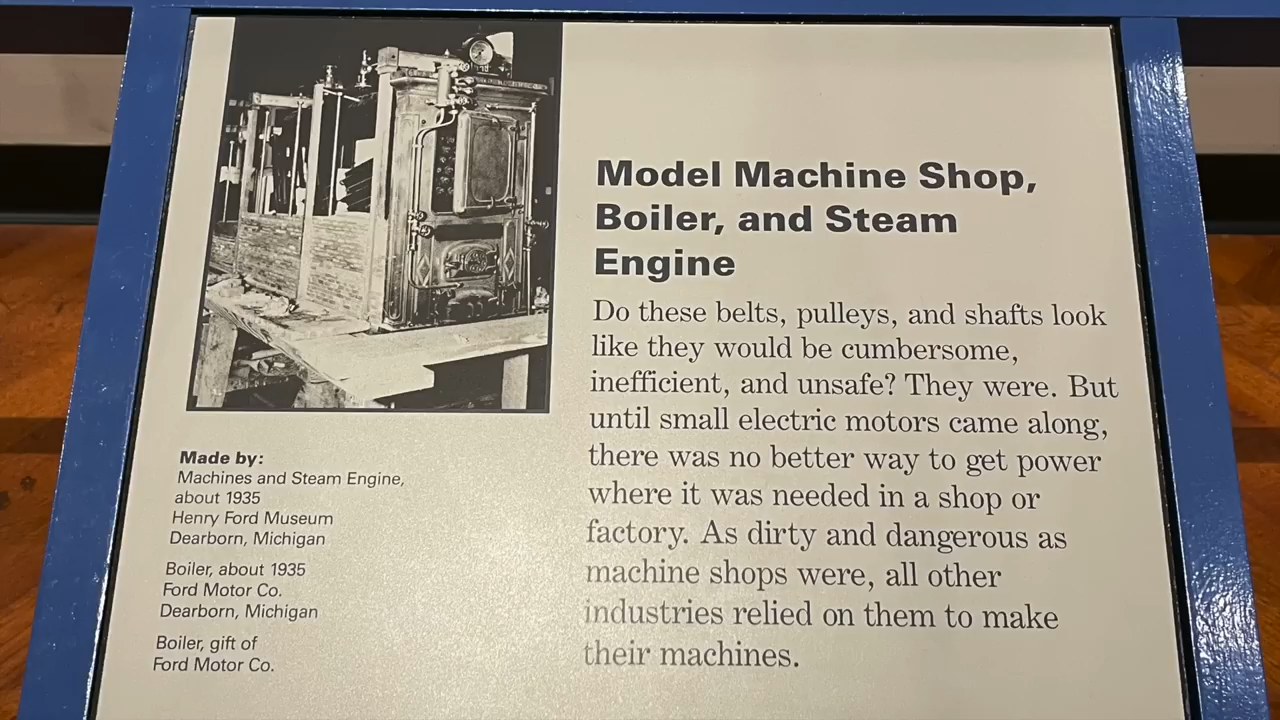 Model Machine Shop,
Boiler, and Steam
Engine
Do these belts, pulleys, and shafts look
like they would be cumbersome,
inefficient, and unsafe? They were. But
until small electric motors came along,
there was no better way to get power
where it was needed in a shop or
factory. As dirty and dangerous as
machine shops were, all other
industries relied on them to make
their machines.
Made by:
Machines and Steam Engine,
about 1935
Henry Ford Museum
Dearborn, Michigan
Boiler, about 1935
Ford Motor Co.
Dearborn, Michigan
Boiler, gift of
Ford Motor Co.